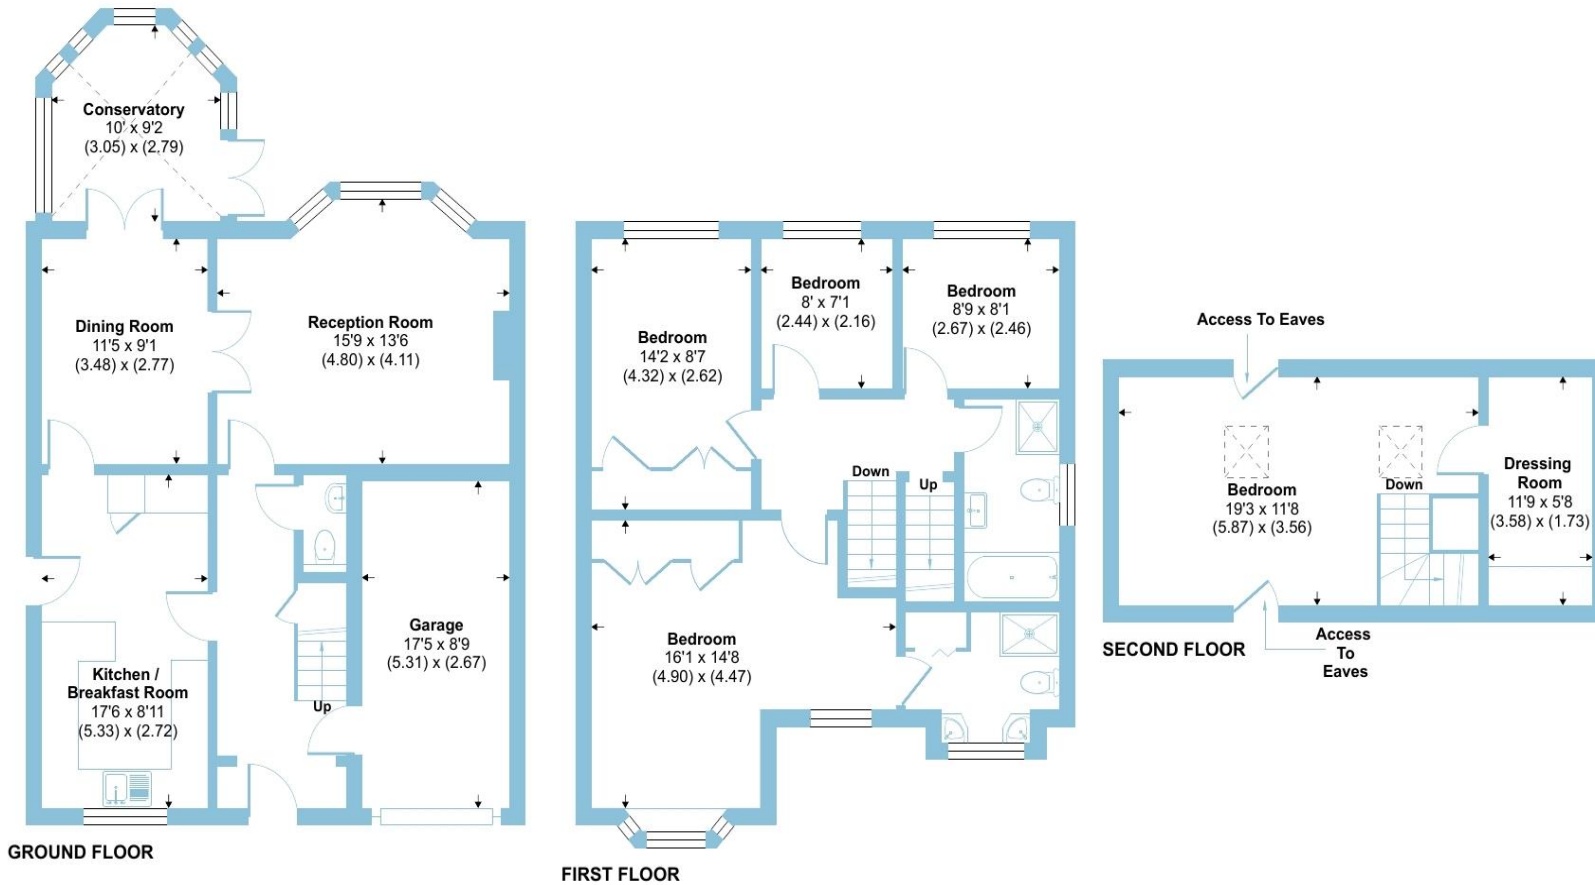 Conservatory
10' x 9'2
(3.05) x (2.79)
Dining Room
11'5 x 9'1
(3.48) x (2.77)
Reception Room
15'9 x 13'6
(4.80) x (4.11)
Kitchen /
Breakfast Room
17'6 x 8'11
(5.33) x (2.72)
Up
Garage
17'5 x 8'9
(5.31) x (2.67)
GROUND FLOOR
Bedroom
14'2 x 8'7
(4.32) x (2.62)
Bedroom
8' x 7'1
(2.44) x (2.16)
Bedroom
8'9 x 8'1
(2.67) x (2.46)
Down
Up
Bedroom
16'1 x 14'8
(4.90) x (4.47)
FIRST FLOOR
Access To Eaves
Bedroom
19'3 x 11'8
(5.87) x (3.56)
Down
Dressing
Room
11'9 x 5'8
(3.58) x (1.73)
Access
To
Eaves
SECOND FLOOR